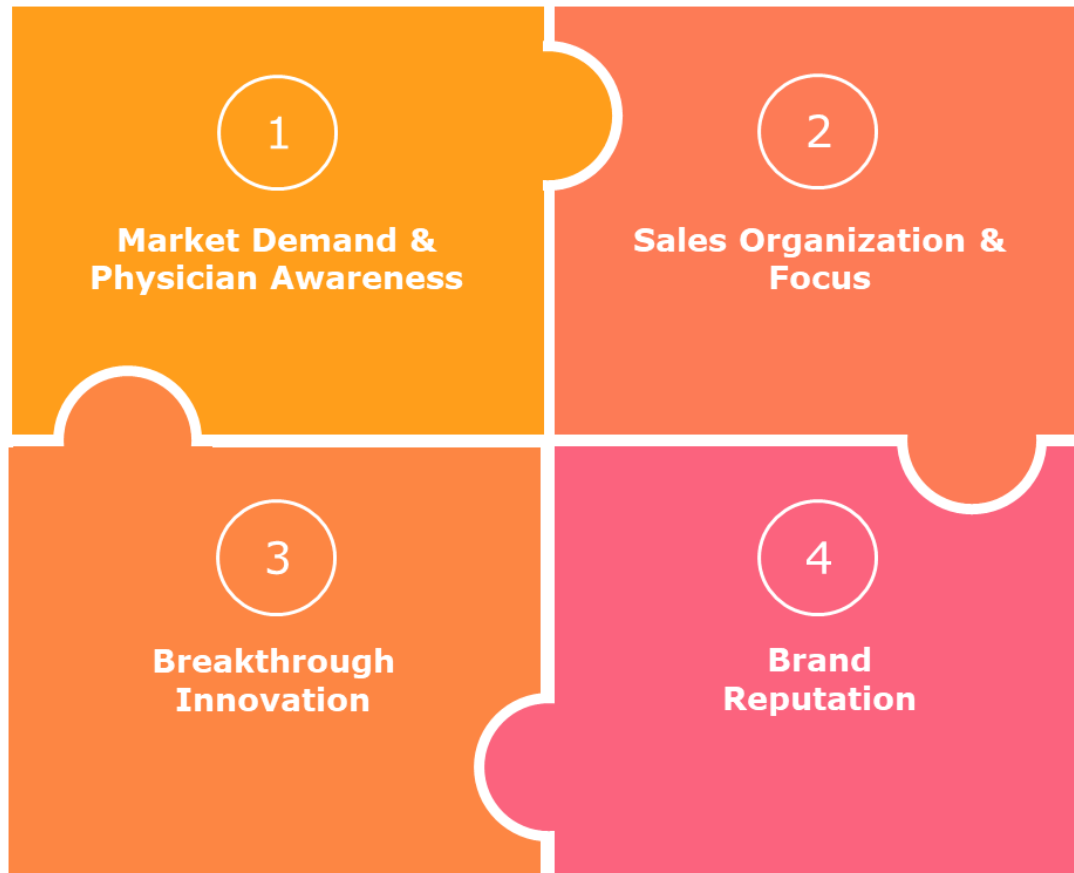 1
Market Demand &
Physician Awareness
2
Sales Organization &
Focus
3
Breakthrough
Innovation
4
Brand
Reputation